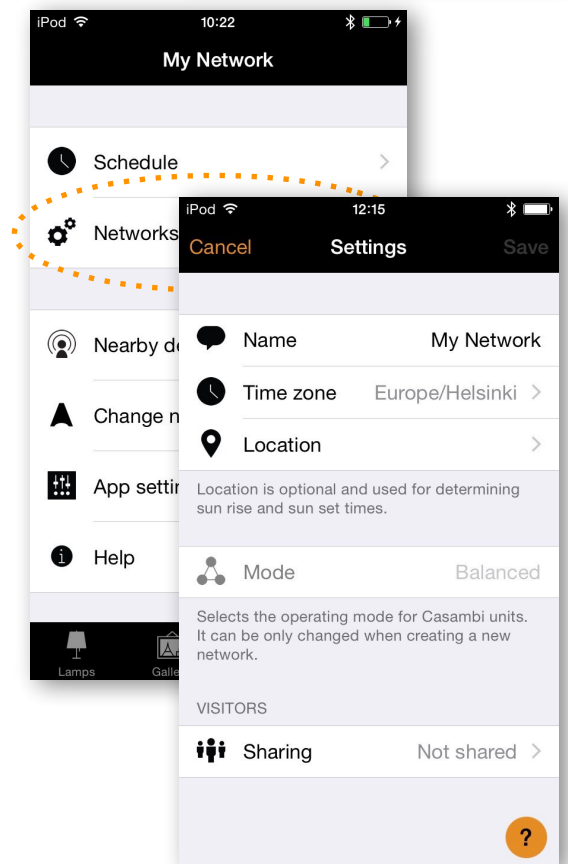 iPod 10:22
My Network
Schedule
Networks
Nearby
Change
App
Help
Lamps
iPod 12:15
Cancel Settings Save
Name My Network
Time zone Europe/Helsinki
Location
Location is optional and used for determining
sun rise and sun set times.
Mode Balanced
Selects the operating mode for Casambi units.
It can be only changed when creating a new
network.
VISITORS
Sharing Not shared
?